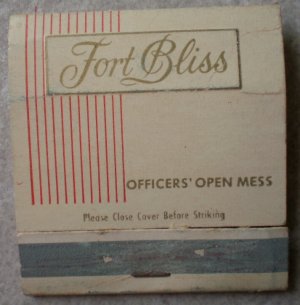 Fort Bliss
OFFICERS' OPEN MESS
Please Close Cover Before Striking